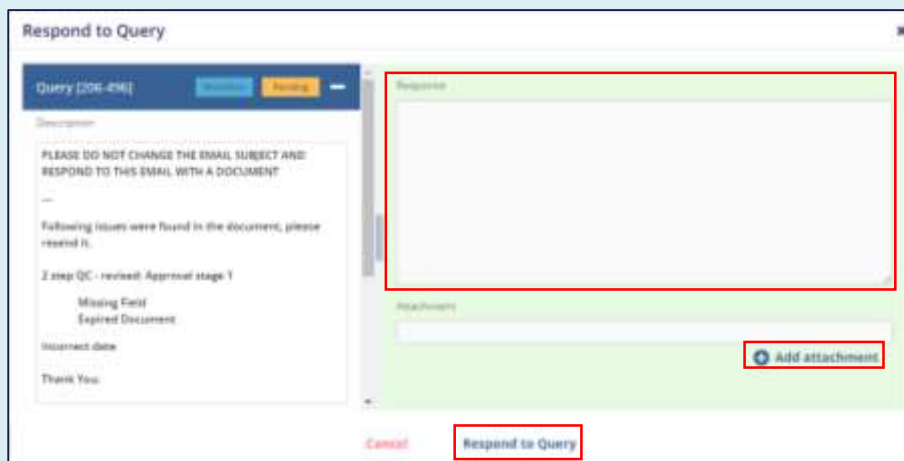 Respond to Query
Query [206-496]
Pending
Description
PLEASE DO NOT CHANGE THE EMAIL SUBJECT AND
RESPOND TO THIS EMAIL WITH A DOCUMENT
---
Following issues were found in the document, please
resend it.
2 step QC - revised: Approval stage 1
Missing Field
Expired Document
Incorrect date
Thank You.
Response
Attachment
Add attachment
Cancel
Respond to Query